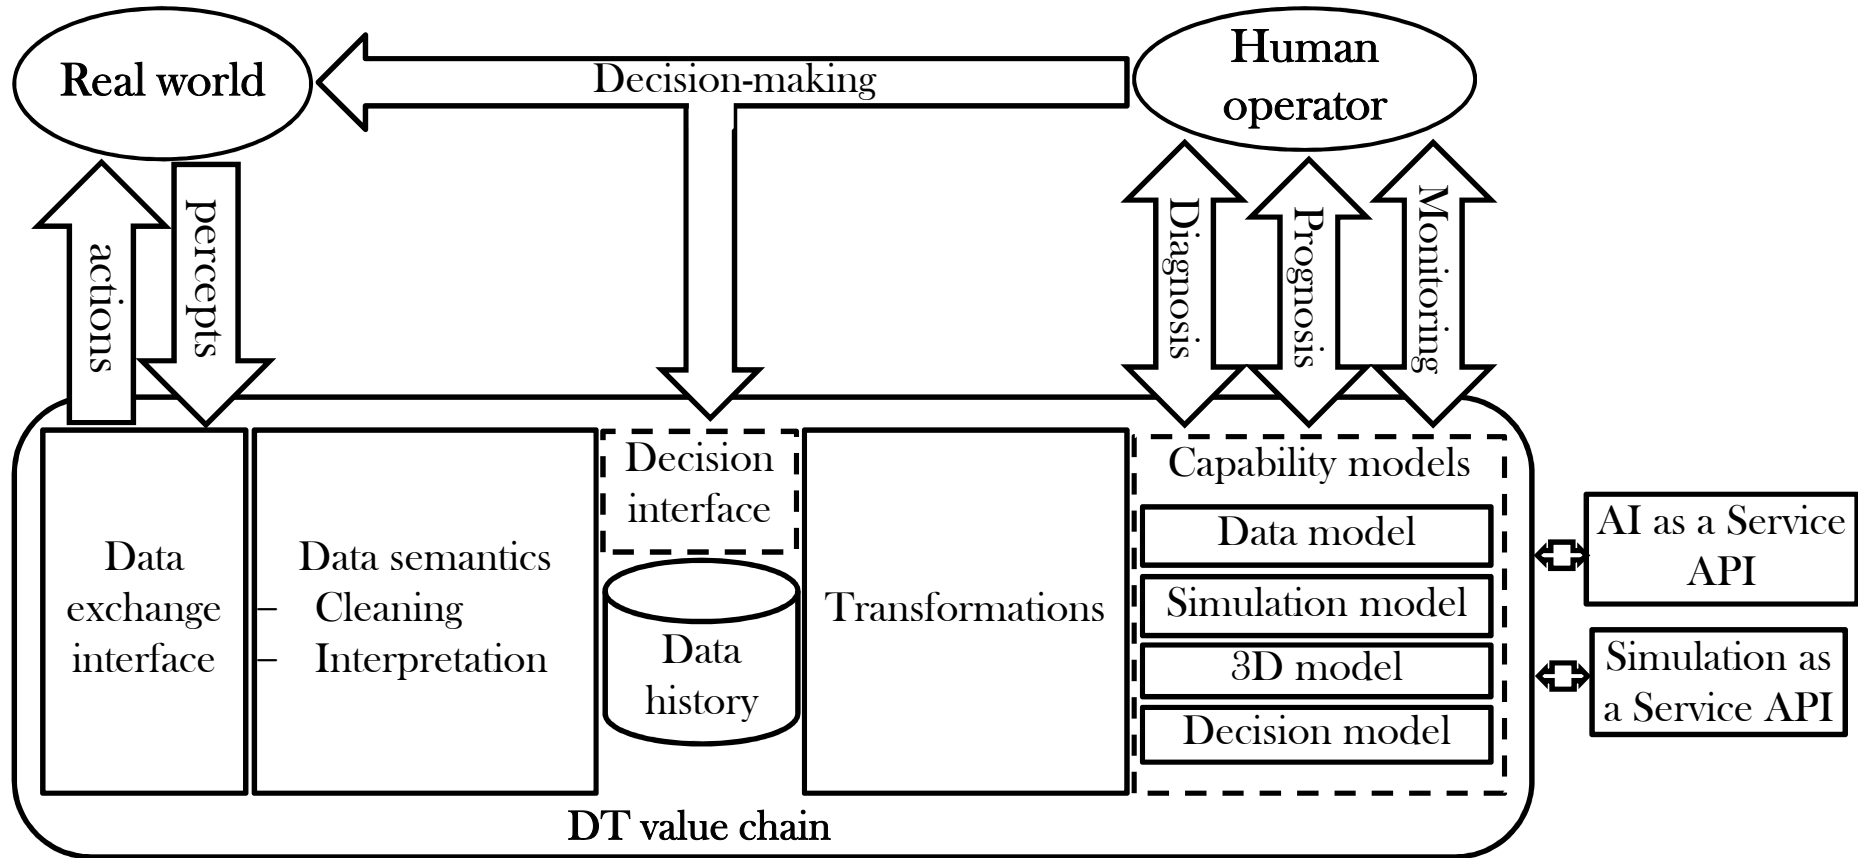 Real world
Decision-making
Human
operator
actions
percepts
Diagnosis
Prognosis
Monitoring
Data
exchange
interface
Data semantics
– Cleaning
– Interpretation
Decision
interface
Data
history
Transformations
Capability models
Data model
Simulation model
3D model
Decision model
AI as a Service
API
Simulation as
a Service API
DT value chain